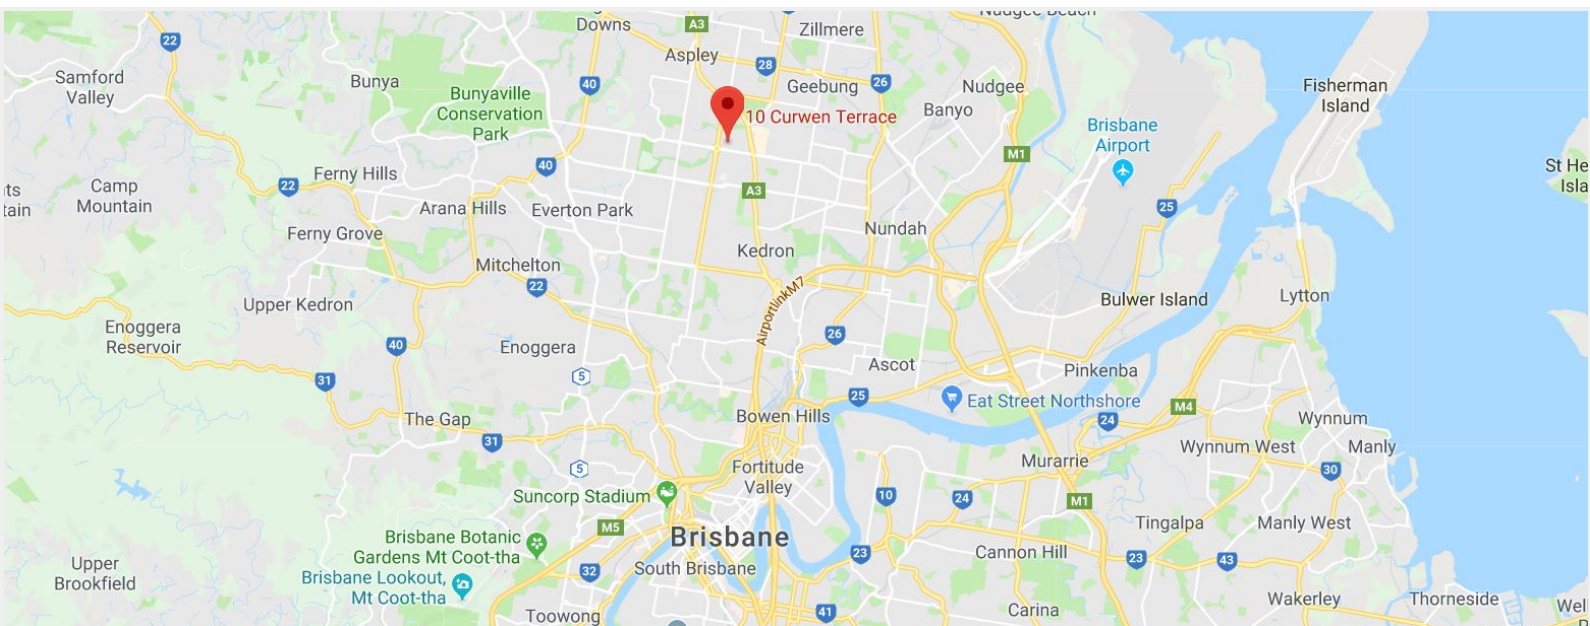 Nudgee Beach
22
Downs
A3
Zillmere
Aspley
28
Samford
Valley
Bunya
40
Geebung
26
Nudgee
Fisherman
Island
Bunyaville
Conservation
Park
10 Curwen Terrace
Banyo
Brisbane
Airport
M1
40
St He
Isla
22
Ferny Hills
Camp
Mountain
nts
tain
A3
Arana Hills
Everton Park
25
Ferny Grove
Nundah
Kedron
Mitchelton
22
Upper Kedron
AirportlinkM7
Bulwer Island
Lytton
Enoggera
Reservoir
40
Enoggera
26
31
5
Ascot
Pinkenba
25
Eat Street Northshore
M4
The Gap
Bowen Hills
24
Wynnum
31
Wynnum West
Manly
5
Fortitude
Valley
Murarrie
30
Suncorp Stadium
10
24
M1
M5
Brisbane
Tingalpa
Manly West
Brisbane Botanic
Gardens Mt Coot-tha
23
Cannon Hill
23
43
Upper
Brookfield
Brisbane Lookout,
Mt Coot-tha
32
South Brisbane
Toowong
41
Carina
Wakerley
Thorneside
Wel